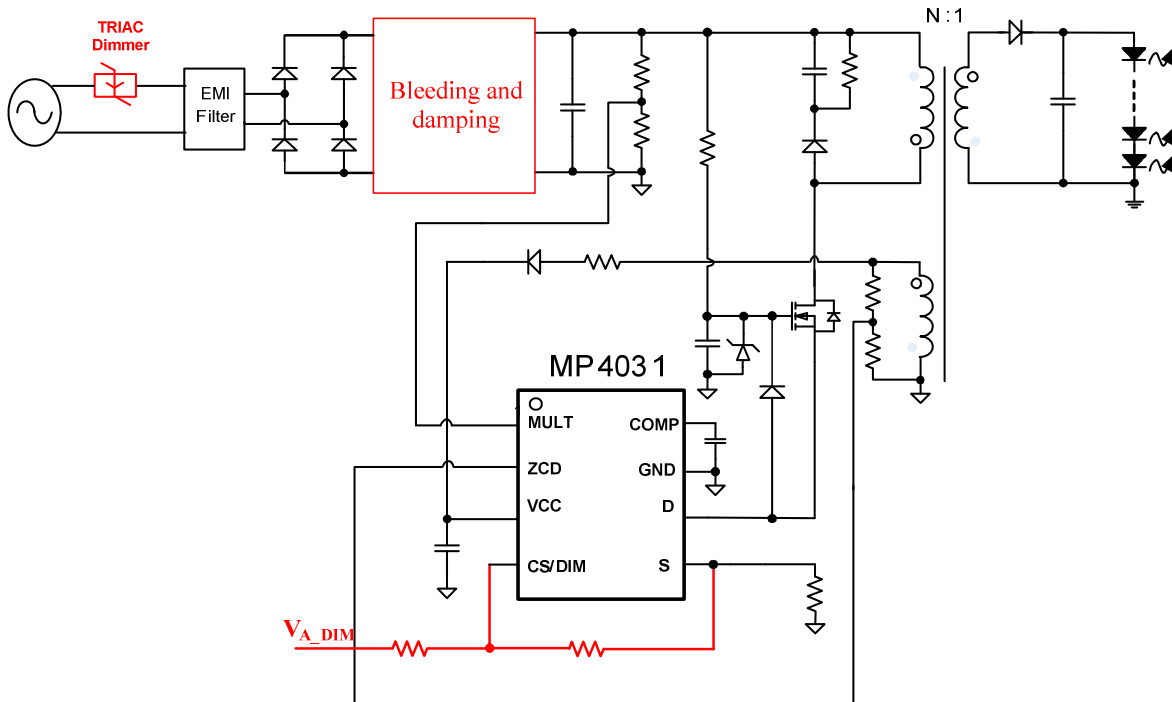 N:1
TRIAC
Dimmer
EMI
Filter
Bleeding and
damping
MP4031
MULT
COMP
ZCD
GND
VCC
D
CS/DIM
S
VA_DIM